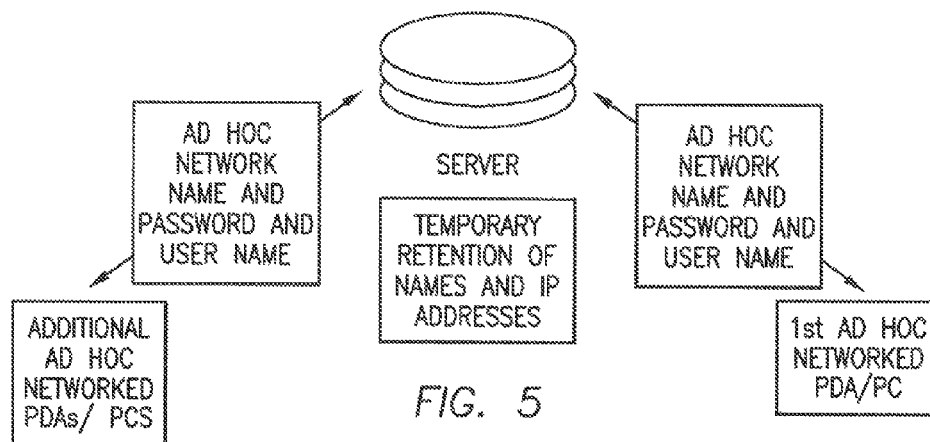 AD HOC
NETWORK
NAME AND
PASSWORD AND
USER NAME
SERVER
TEMPORARY
RETENTION OF
NAMES AND IP
ADDRESSES
AD HOC
NETWORK
NAME AND
PASSWORD AND
USER NAME
ADDITIONAL
AD HOC
NETWORKED
PDAs/ PCS
1st AD HOC
NETWORKED
PDA/PC
FIG. 5